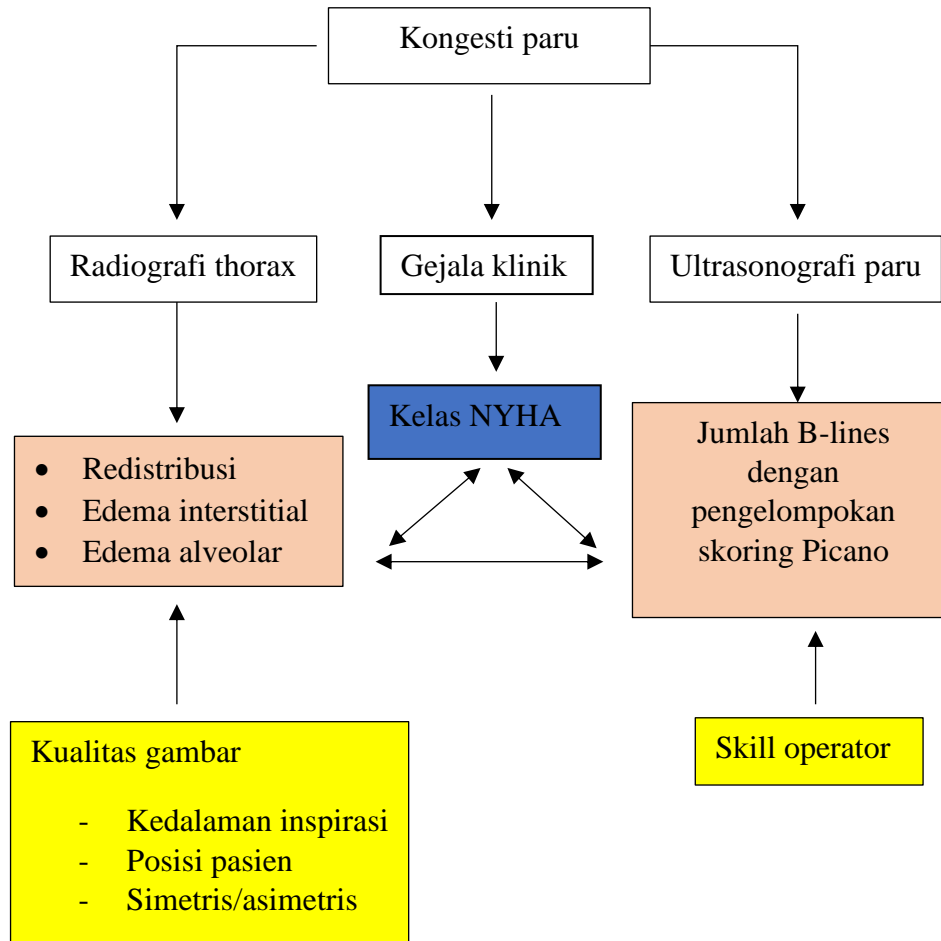 Kongesti paru
Radiografi thorax
Gejala klinik
Ultrasonografi paru
Kelas NYHA
• Redistribusi
• Edema interstitial
• Edema alveolar
Jumlah B-lines
dengan
pengelompokan
skoring Picano
Kualitas gambar
- Kedalaman inspirasi
- Posisi pasien
- Simetris/asimetris
Skill operator